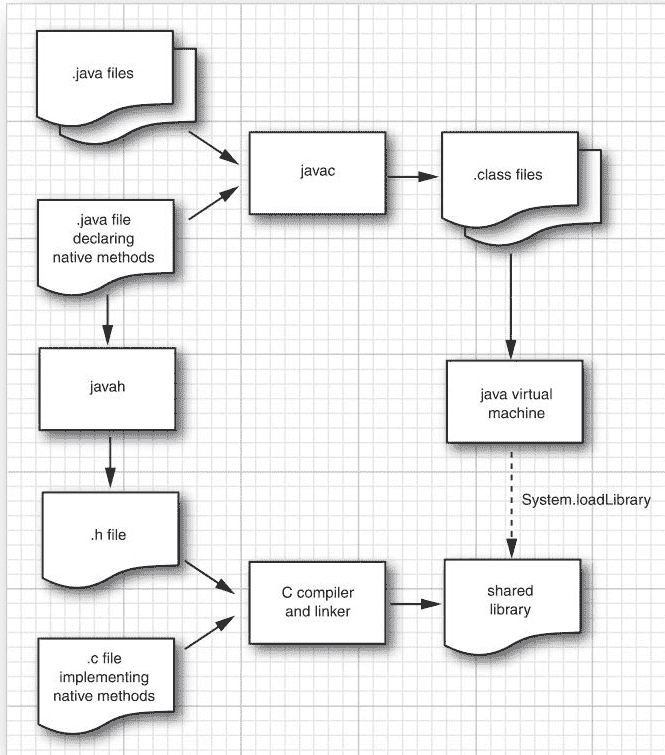 .java files
javac
.class files
.java file
declaring
native methods
javah
java virtual
machine
System.loadLibrary
.h file
C compiler
and linker
shared
library
.c file
implementing
native methods